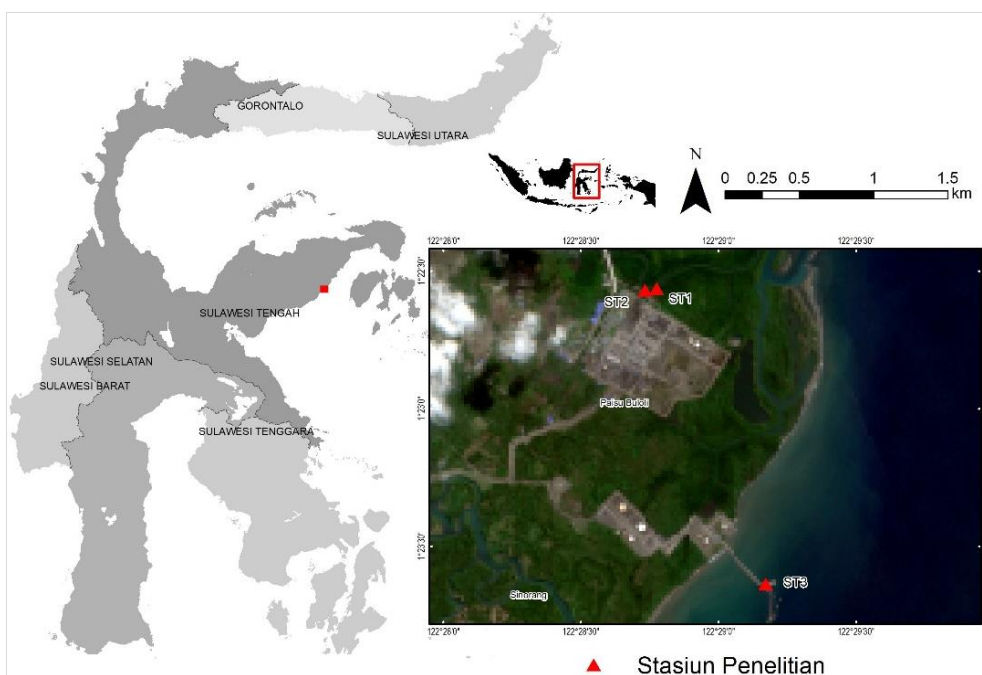 GORONTALO
SULAWESI UTARA
SULAWESI TENGAH
SULAWESI SELATAN
SULAWESI BARAT
SULAWESI TENGGARA
N
0 0.25 0.5 1 1.5
km
122°26'0" 122°28'30" 122°29'0" 122°29'30"
1°22'30"
1°23'0"
1°23'30"
ST2
ST1
Paisu Buloli
Sinorang
ST3
122°26'0" 122°28'30" 122°29'0" 122°29'30"
Stasiun Penelitian